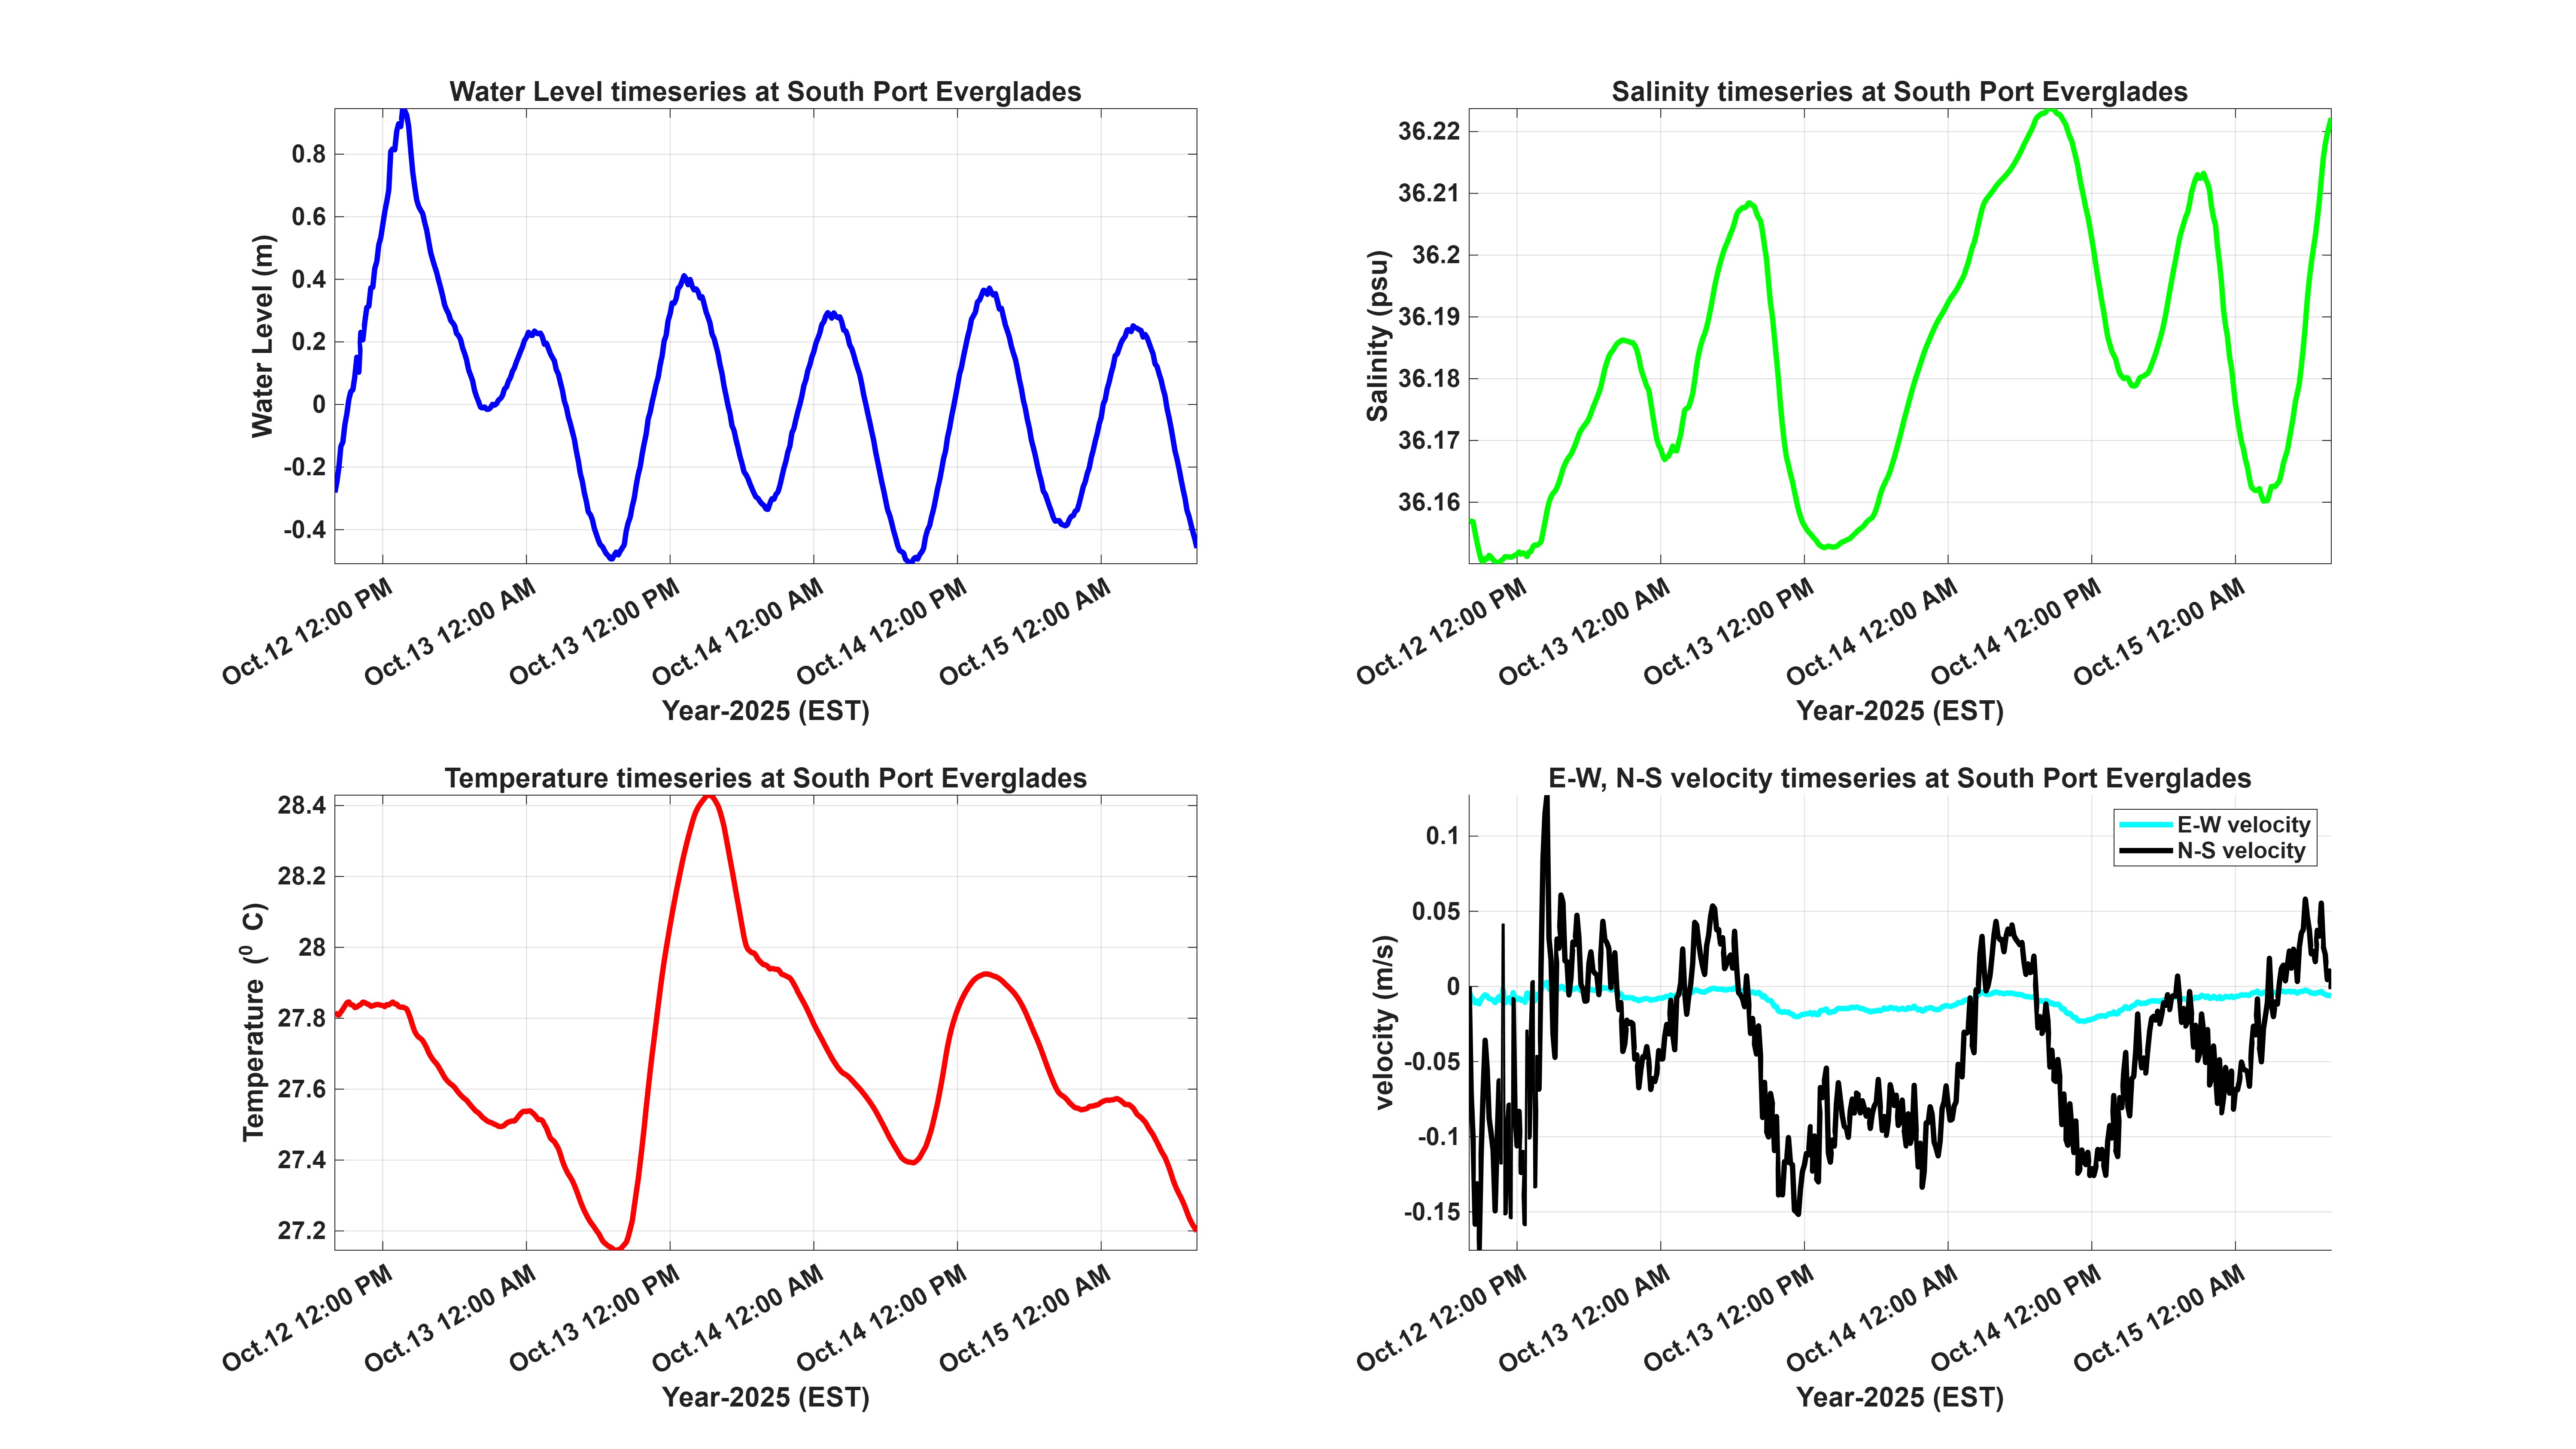 Water Level timeseries at South Port Everglades
Water Level (m)
0.8
0.6
0.4
0.2
0
-0.2
-0.4
Oct.12 12:00 PM
Oct.13 12:00 AM
Oct.13 12:00 PM
Oct.14 12:00 AM
Oct.14 12:00 PM
Oct.15 12:00 AM
Year-2025 (EST)
Salinity timeseries at South Port Everglades
Salinity (psu)
36.22
36.21
36.2
36.19
36.18
36.17
36.16
Oct.12 12:00 PM
Oct.13 12:00 AM
Oct.13 12:00 PM
Oct.14 12:00 AM
Oct.14 12:00 PM
Oct.15 12:00 AM
Year-2025 (EST)
Temperature timeseries at South Port Everglades
Temperature (⁰ C)
28.4
28.2
28
27.8
27.6
27.4
27.2
Oct.12 12:00 PM
Oct.13 12:00 AM
Oct.13 12:00 PM
Oct.14 12:00 AM
Oct.14 12:00 PM
Oct.15 12:00 AM
Year-2025 (EST)
E-W, N-S velocity timeseries at South Port Everglades
E-W velocity
N-S velocity
velocity (m/s)
0.1
0.05
0
-0.05
-0.1
-0.15
Oct.12 12:00 PM
Oct.13 12:00 AM
Oct.13 12:00 PM
Oct.14 12:00 AM
Oct.14 12:00 PM
Oct.15 12:00 AM
Year-2025 (EST)